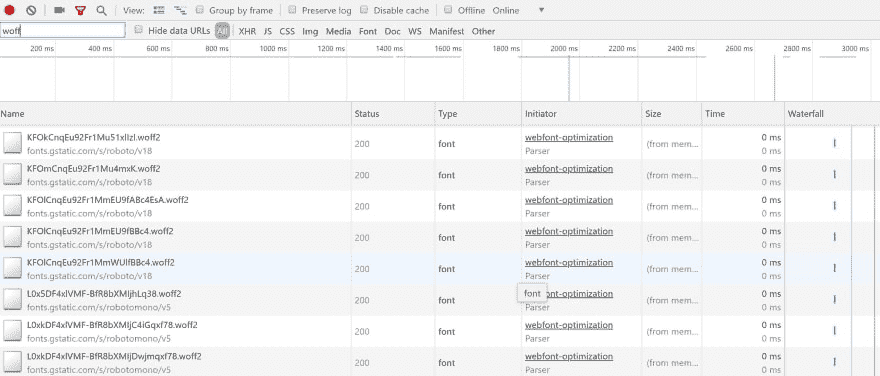 View: Group by frame Preserve log Disable cache Offline Online
woff Hide data URLs All XHR JS CSS Img Media Font Doc WS Manifest Other
200 ms 400 ms 600 ms 800 ms 1000 ms 1200 ms 1400 ms 1600 ms 1800 ms 2000 ms 2200 ms 2400 ms 2600 ms 2800 ms 3000 ms
Name Status Type Initiator Size Time Waterfall
KFOkCnqEu92Fr1Mu51xIIzI.woff2 200 font webfont-optimization (from mem... 0 ms
fonts.gstatic.com/s/roboto/v18 Parser 0 ms
KFOmCnqEu92Fr1Mu4mxK.woff2 200 font webfont-optimization (from mem... 0 ms
fonts.gstatic.com/s/roboto/v18 Parser 0 ms
KFOlCnqEu92Fr1MmEU9fABc4EsA.woff2 200 font webfont-optimization (from mem... 0 ms
fonts.gstatic.com/s/roboto/v18 Parser 0 ms
KFOlCnqEu92Fr1MmEU9fBBc4.woff2 200 font webfont-optimization (from mem... 0 ms
fonts.gstatic.com/s/roboto/v18 Parser 0 ms
KFOlCnqEu92Fr1MmWUlfBBc4.woff2 200 font webfont-optimization (from mem... 0 ms
fonts.gstatic.com/s/roboto/v18 Parser 0 ms
L0x5DF4xlVMF-BfR8bXMIjhLq38.woff2 200 font webfont-optimization (from mem... 0 ms
fonts.gstatic.com/s/robotomono/v5 font Parser 0 ms
L0xkDF4xlVMF-BfR8bXMIjC4iGqxf78.woff2 200 font webfont-optimization (from mem... 0 ms
fonts.gstatic.com/s/robotomono/v5 Parser 0 ms
L0xkDF4xlVMF-BfR8bXMIjDwjmqxf78.woff2 200 font webfont-optimization (from mem... 0 ms
fonts.gstatic.com/s/robotomono/v5 Parser 0 ms